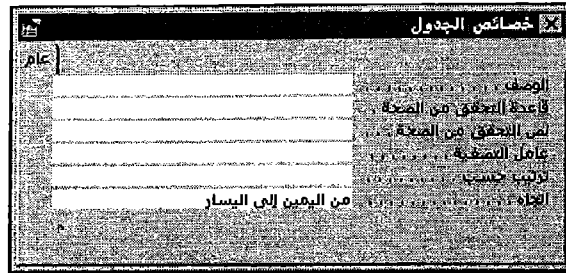 خصائص الجدول
عام
الوصف
قاعدة التحقق من الصحة
نص التحقق من الصحة
عامل التصفية
ترتيب حسب
اتجاه من اليمين إلى اليسار